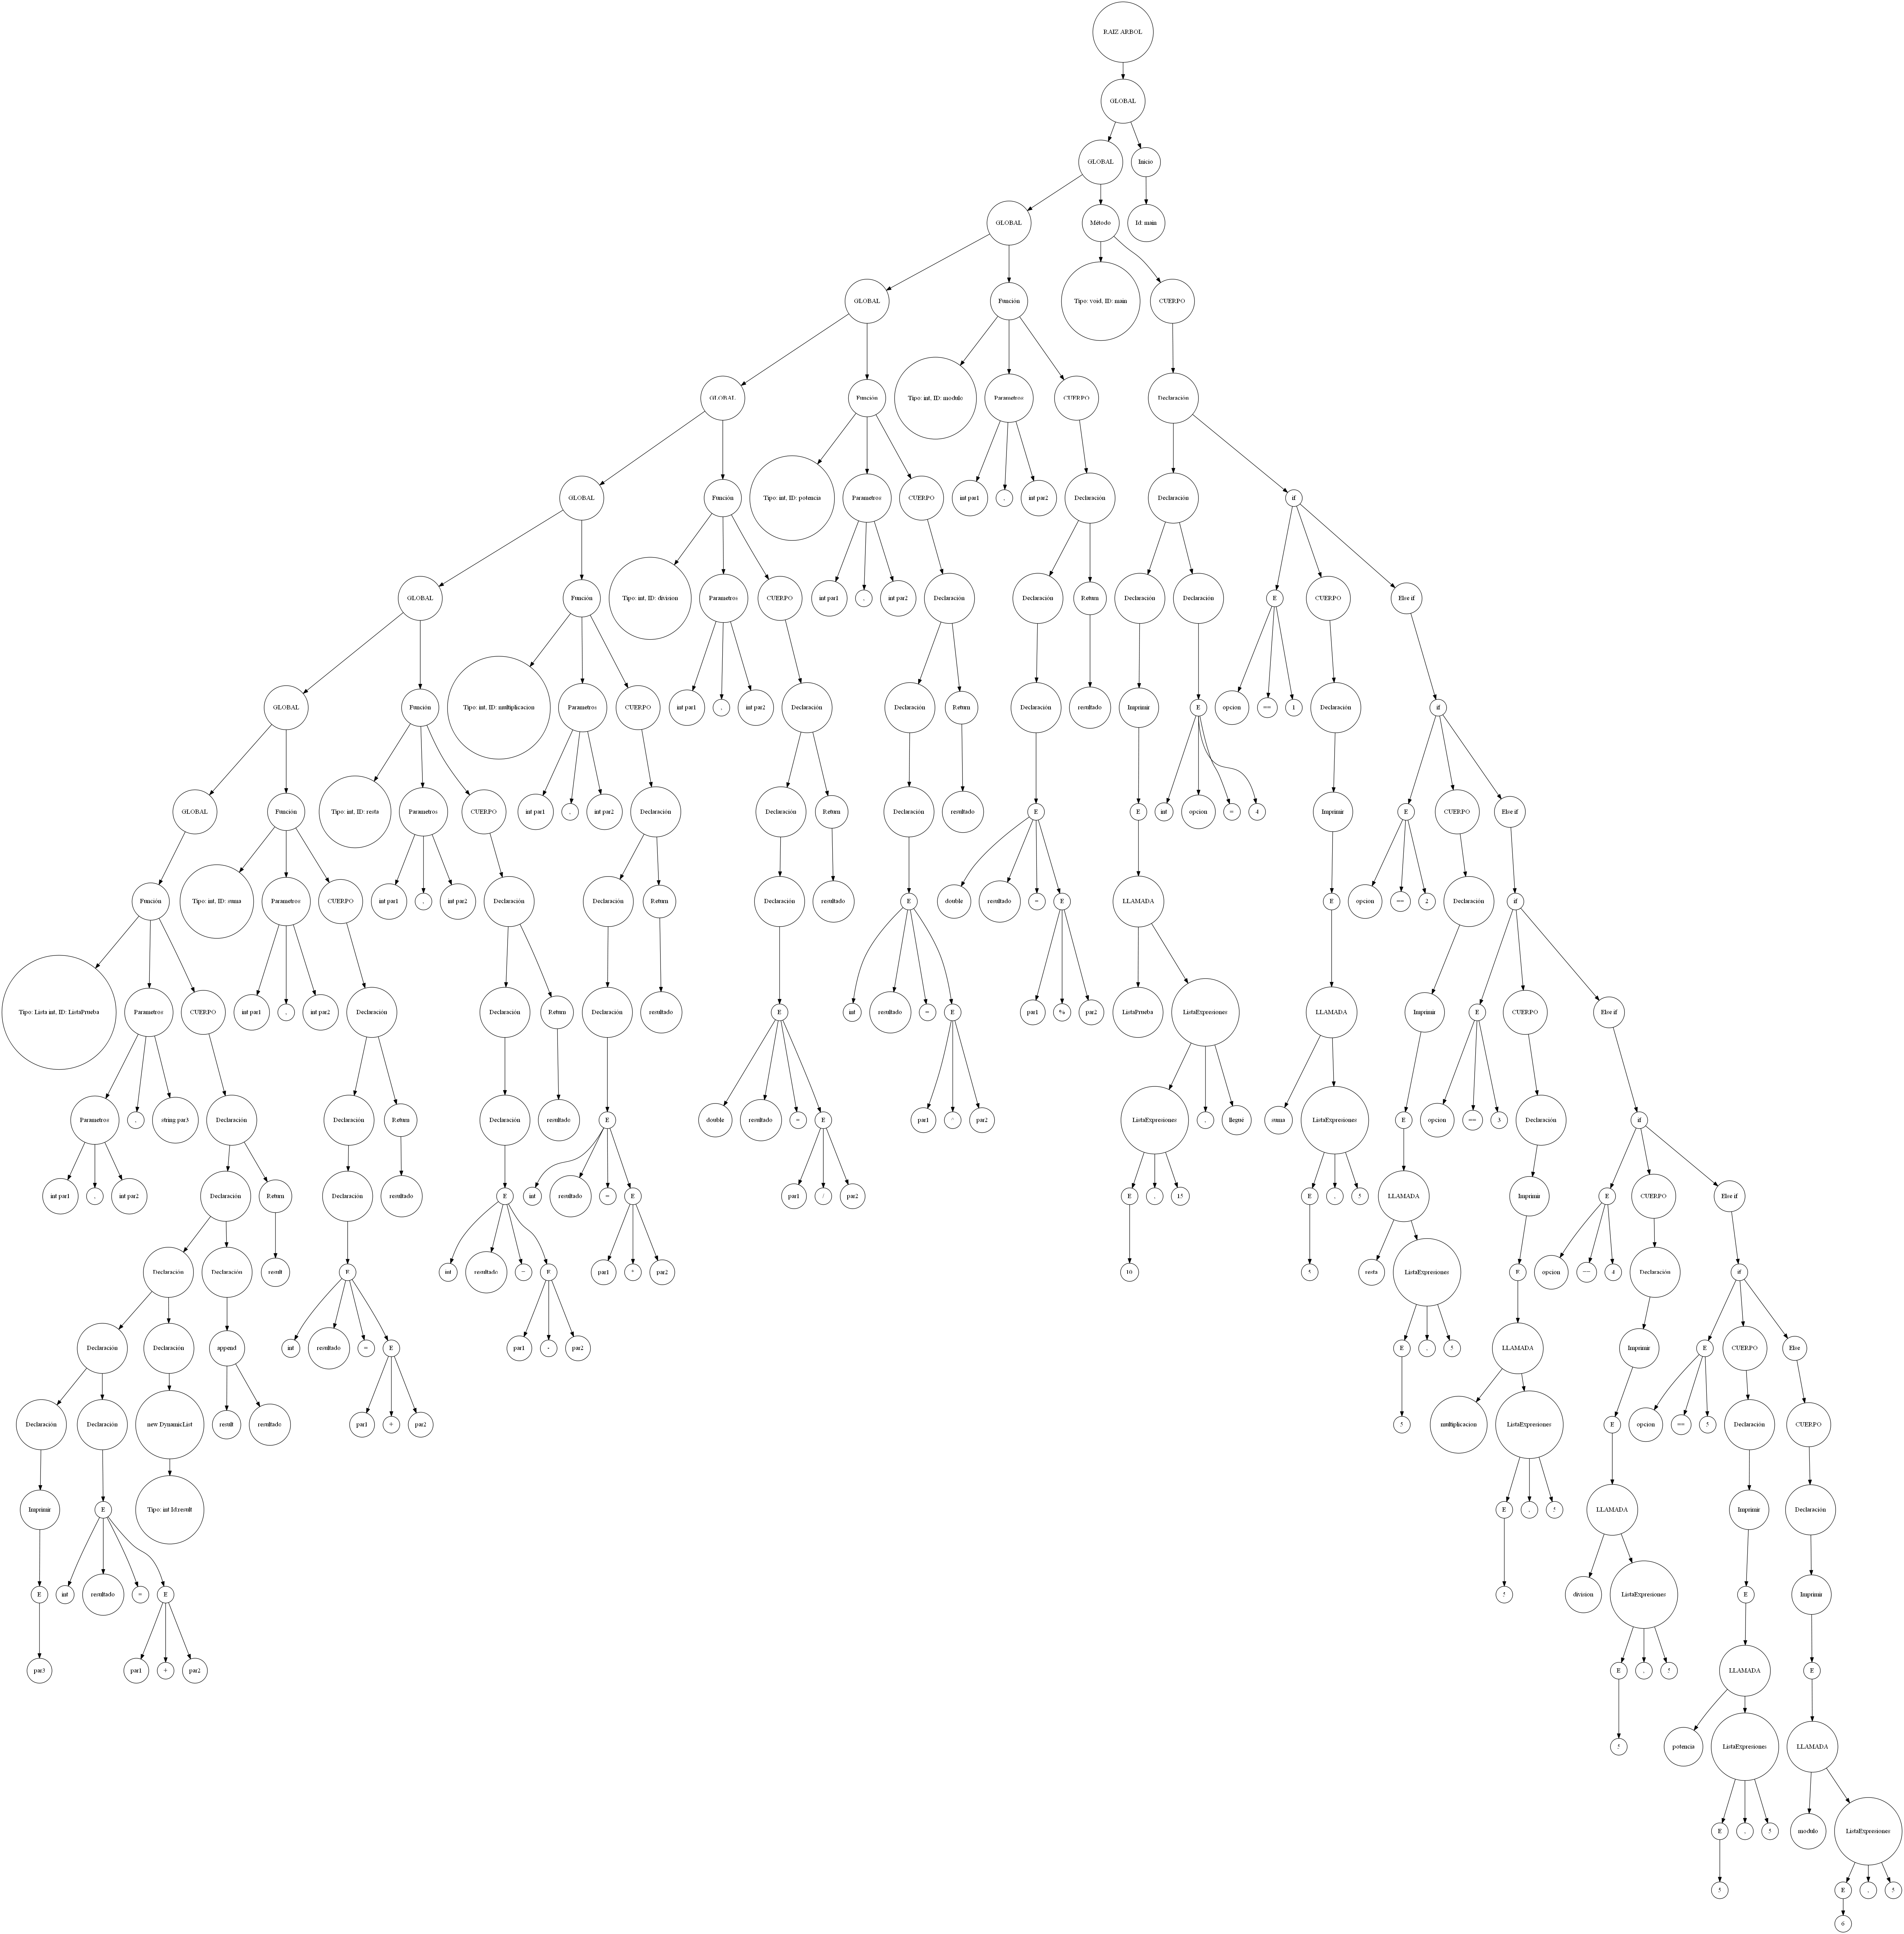 RAIZ ARBOL
GLOBAL
GLOBAL
Inicio
GLOBAL
Método
Id: main
GLOBAL
Función
Tipo: void, ID: main
CUERPO
GLOBAL
Función
Tipo: int, ID: modulo
Parametros
CUERPO
Declaración
GLOBAL
Función
Tipo: int, ID: potencia
Parametros
CUERPO
int par1
,
int par2
Declaración
Declaración
if
GLOBAL
Función
Tipo: int, ID: division
Parametros
CUERPO
int par1
,
int par2
Declaración
Declaración
Return
Declaración
Declaración
E
CUERPO
Else if
GLOBAL
Función
Tipo: int, ID: multiplicacion
Parametros
CUERPO
int par1
,
int par2
Declaración
Declaración
Return
Declaración
resultado
Imprimir
E
opcion
==
1
Declaración
if
GLOBAL
Función
Tipo: int, ID: resta
Parametros
CUERPO
int par1
,
int par2
Declaración
Declaración
Return
Declaración
resultado
E
E
int
opcion
=
4
Imprimir
E
CUERPO
Else if
Función
Tipo: int, ID: suma
Parametros
CUERPO
int par1
,
int par2
Declaración
Declaración
Return
Declaración
resultado
E
double
resultado
=
E
LLAMADA
E
opcion
==
2
Declaración
if
Tipo: Lista int, ID: ListaPrueba
Parametros
CUERPO
int par1
,
int par2
Declaración
Declaración
Return
Declaración
resultado
E
int
resultado
=
E
par1
%
par2
ListaPrueba
ListaExpresiones
LLAMADA
Imprimir
E
CUERPO
Else if
Parametros
,
string par3
Declaración
Declaración
Return
Declaración
resultado
E
double
resultado
=
E
par1
^
par2
ListaExpresiones
,
llegué
suma
ListaExpresiones
E
opcion
==
3
Declaración
if
int par1
,
int par2
Declaración
Return
Declaración
resultado
E
int
resultado
=
E
par1
/
par2
E
,
15
E
,
5
LLAMADA
Imprimir
E
CUERPO
Else if
Declaración
Declaración
result
E
int
resultado
=
E
par1
*
par2
10
5
resta
ListaExpresiones
E
opcion
==
4
Declaración
if
Declaración
Declaración
append
int
resultado
=
E
par1
-
par2
E
,
5
LLAMADA
Imprimir
E
CUERPO
Else
Declaración
Declaración
new DynamicList
result
resultado
par1
+
par2
5
multiplicacion
ListaExpresiones
E
opcion
==
5
Declaración
CUERPO
Imprimir
E
Tipo: int Id:result
E
,
5
LLAMADA
Imprimir
Declaración
E
int
resultado
=
E
5
division
ListaExpresiones
E
Imprimir
par3
par1
+
par2
E
,
5
LLAMADA
E
5
potencia
ListaExpresiones
LLAMADA
E
,
5
modulo
ListaExpresiones
5
E
,
5
6